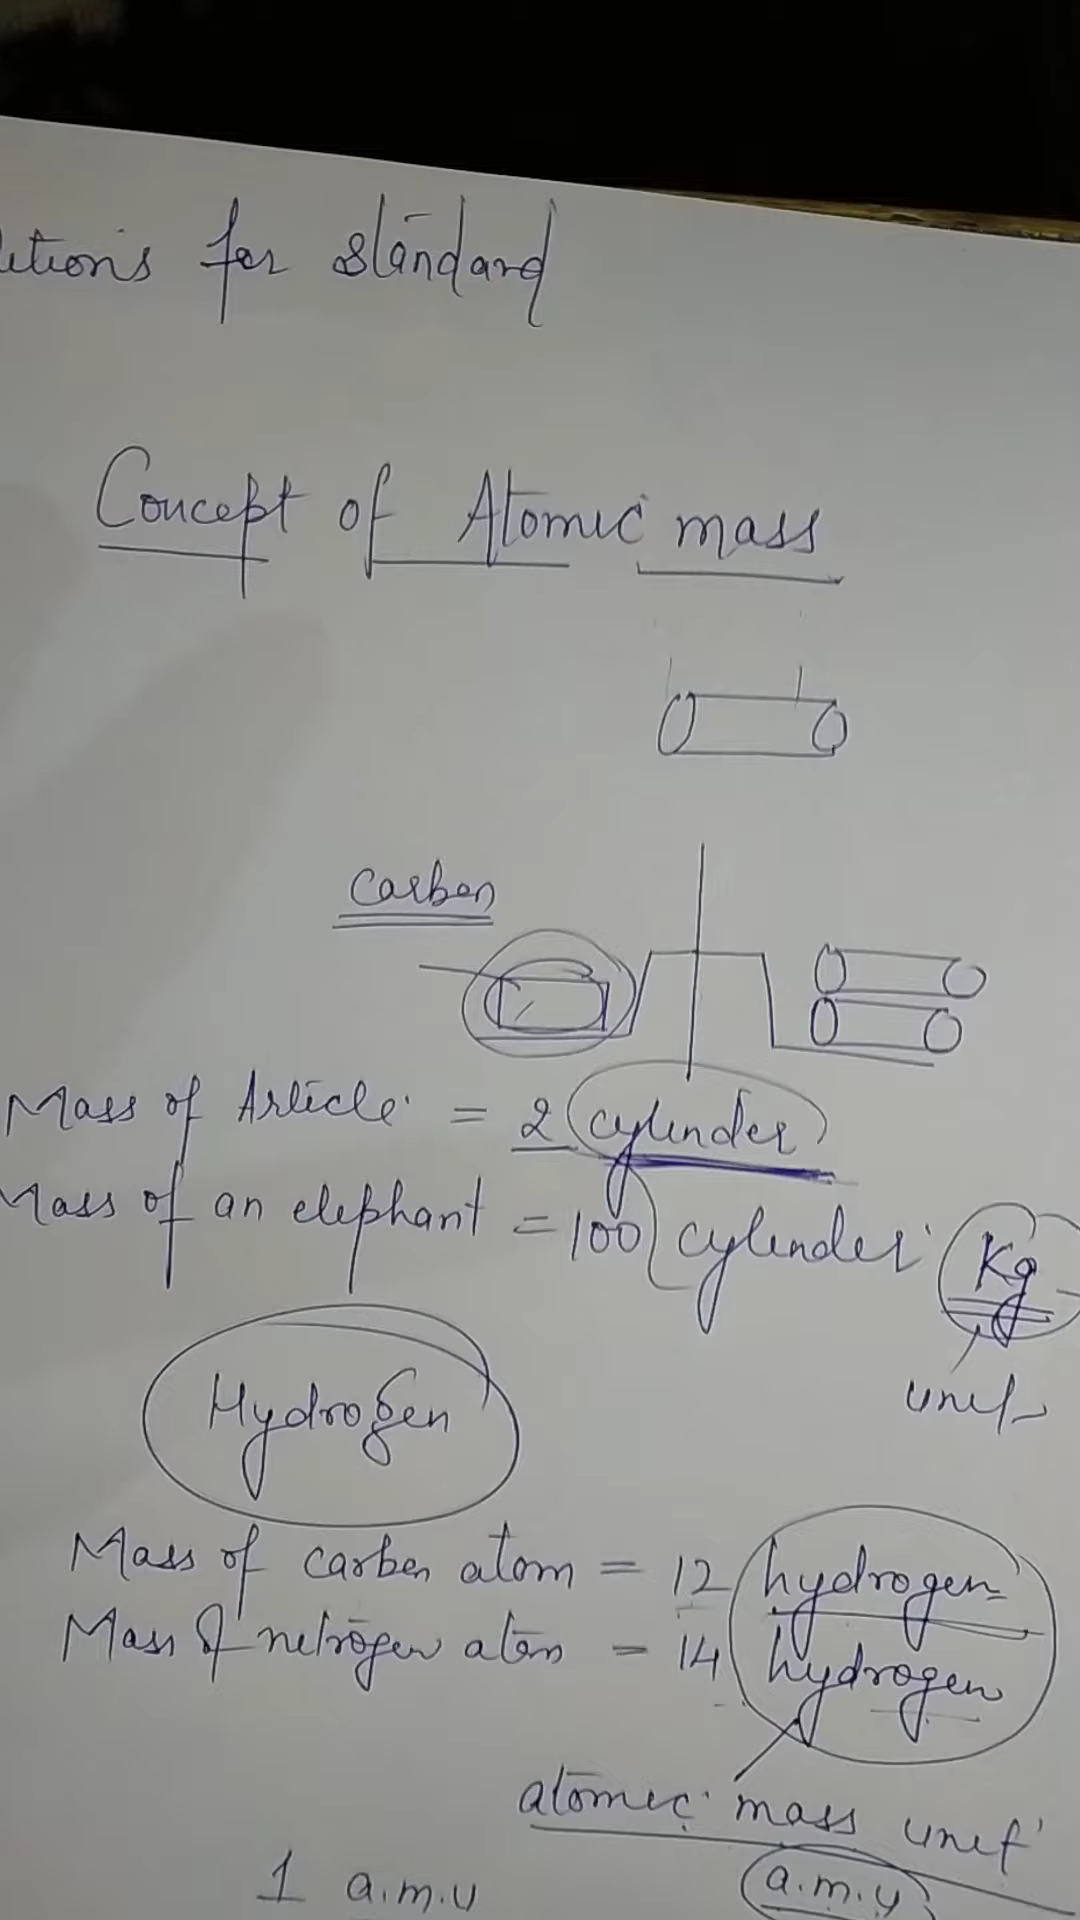 for standard
Concept of Atomic mass
carbon
Mass of Article = 2 cylinder
Mass of an elephant = 100 cylinder Kg
unit
Hydrogen
Mass of carbon atom = 12 hydrogen
Mass of nitrogen atom = 14 hydrogen
atomic mass unit
1 a.m.u a.m.u